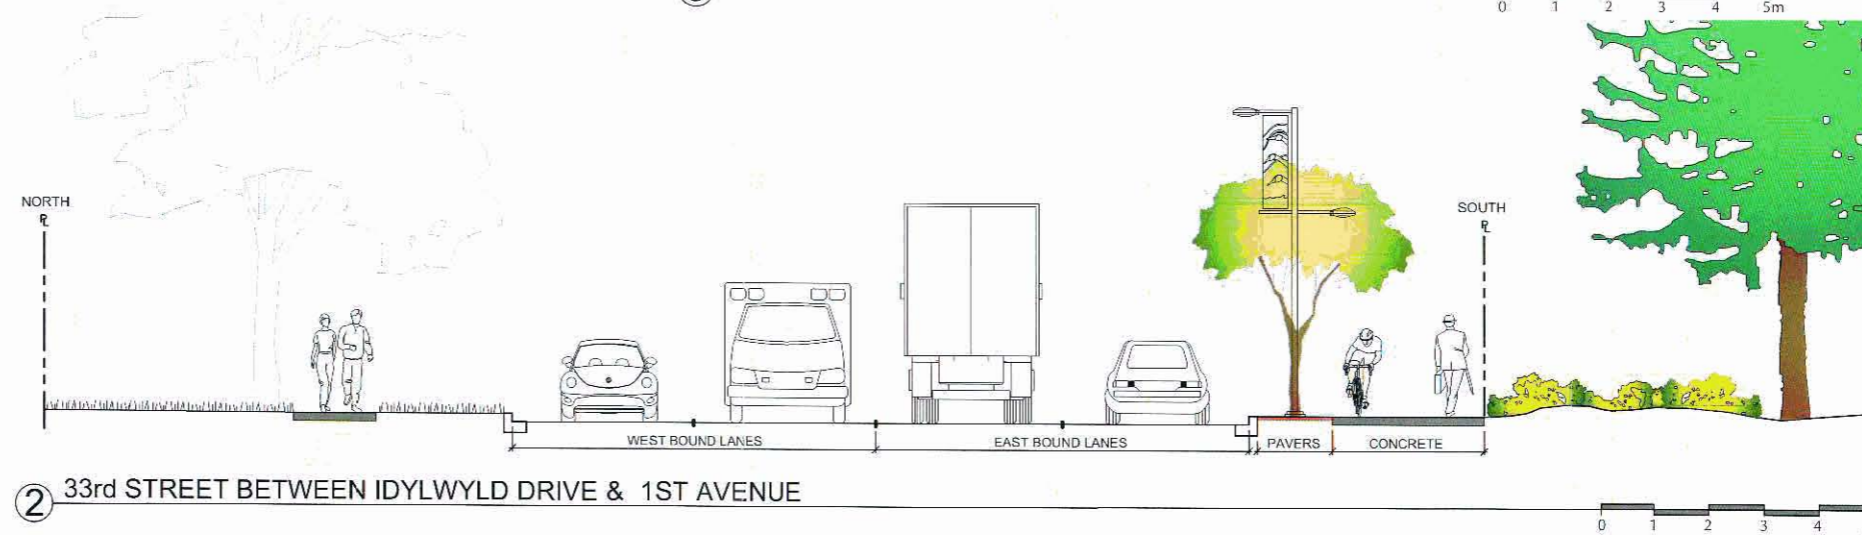 0 1 2 3 4 5m
NORTH
SOUTH
WEST BOUND LANES
EAST BOUND LANES
PAVERS
CONCRETE
2 33rd STREET BETWEEN IDYLWYLD DRIVE & 1ST AVENUE
0 1 2 3 4